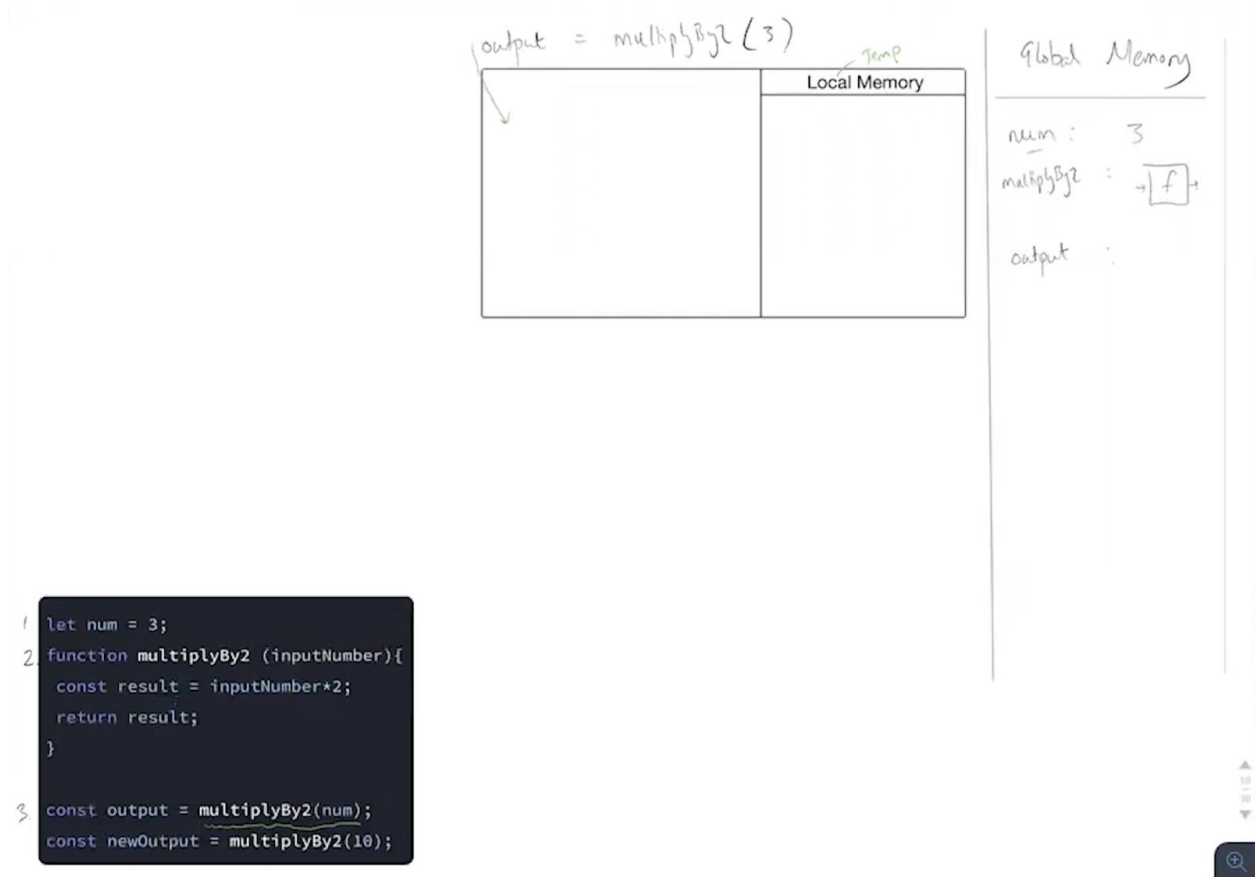 output = multiplyBy2 (3)
Temp
Local Memory
Global Memory
num : 3
multiplyBy2 : f
output :
1 let num = 3;
2. function multiplyBy2 (inputNumber){
const result = inputNumber*2;
return result;
}
3 const output = multiplyBy2(num);
const newOutput = multiplyBy2(10);